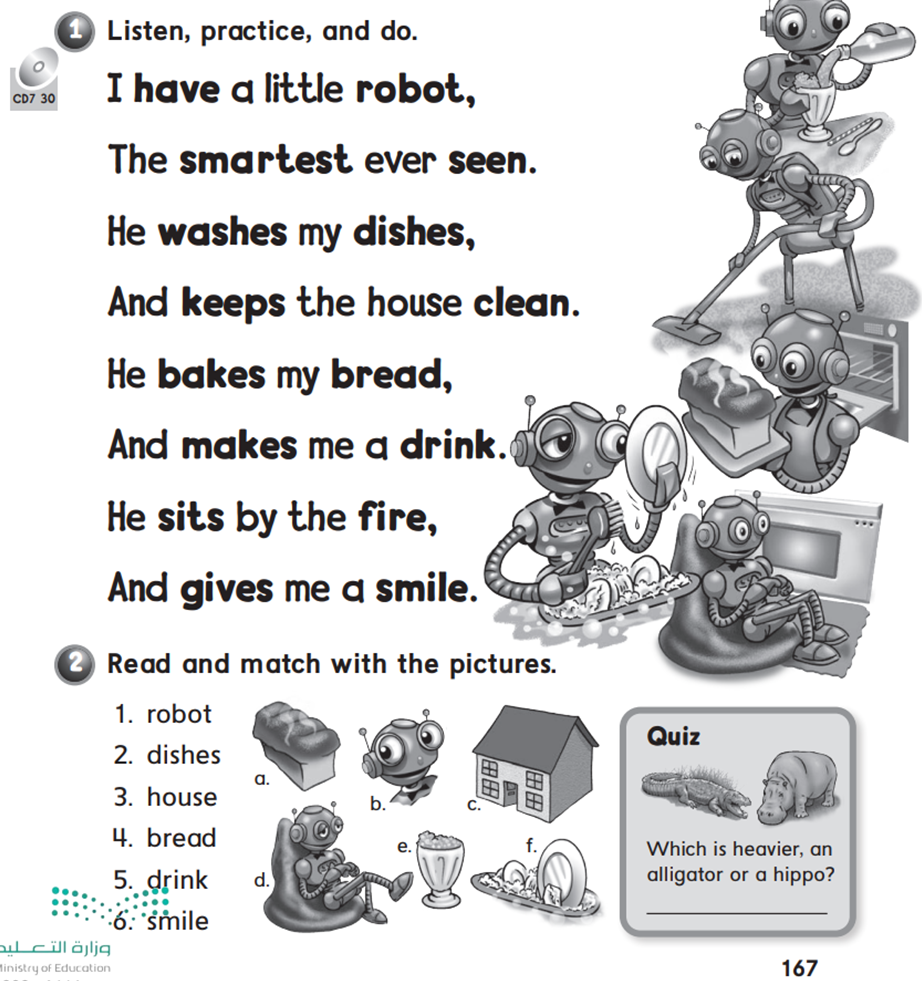 1 Listen, practice, and do.
CD7 30
I have a little robot,
The smartest ever seen.
He washes my dishes,
And keeps the house clean.
He bakes my bread,
And makes me a drink.
He sits by the fire,
And gives me a smile.
2 Read and match with the pictures.
1. robot
2. dishes
3. house
4. bread
5. drink
6. smile
a.
b.
c.
d.
e.
f.
Quiz
Which is heavier, an
alligator or a hippo?
وزارة التعليم
Ministry of Education
167